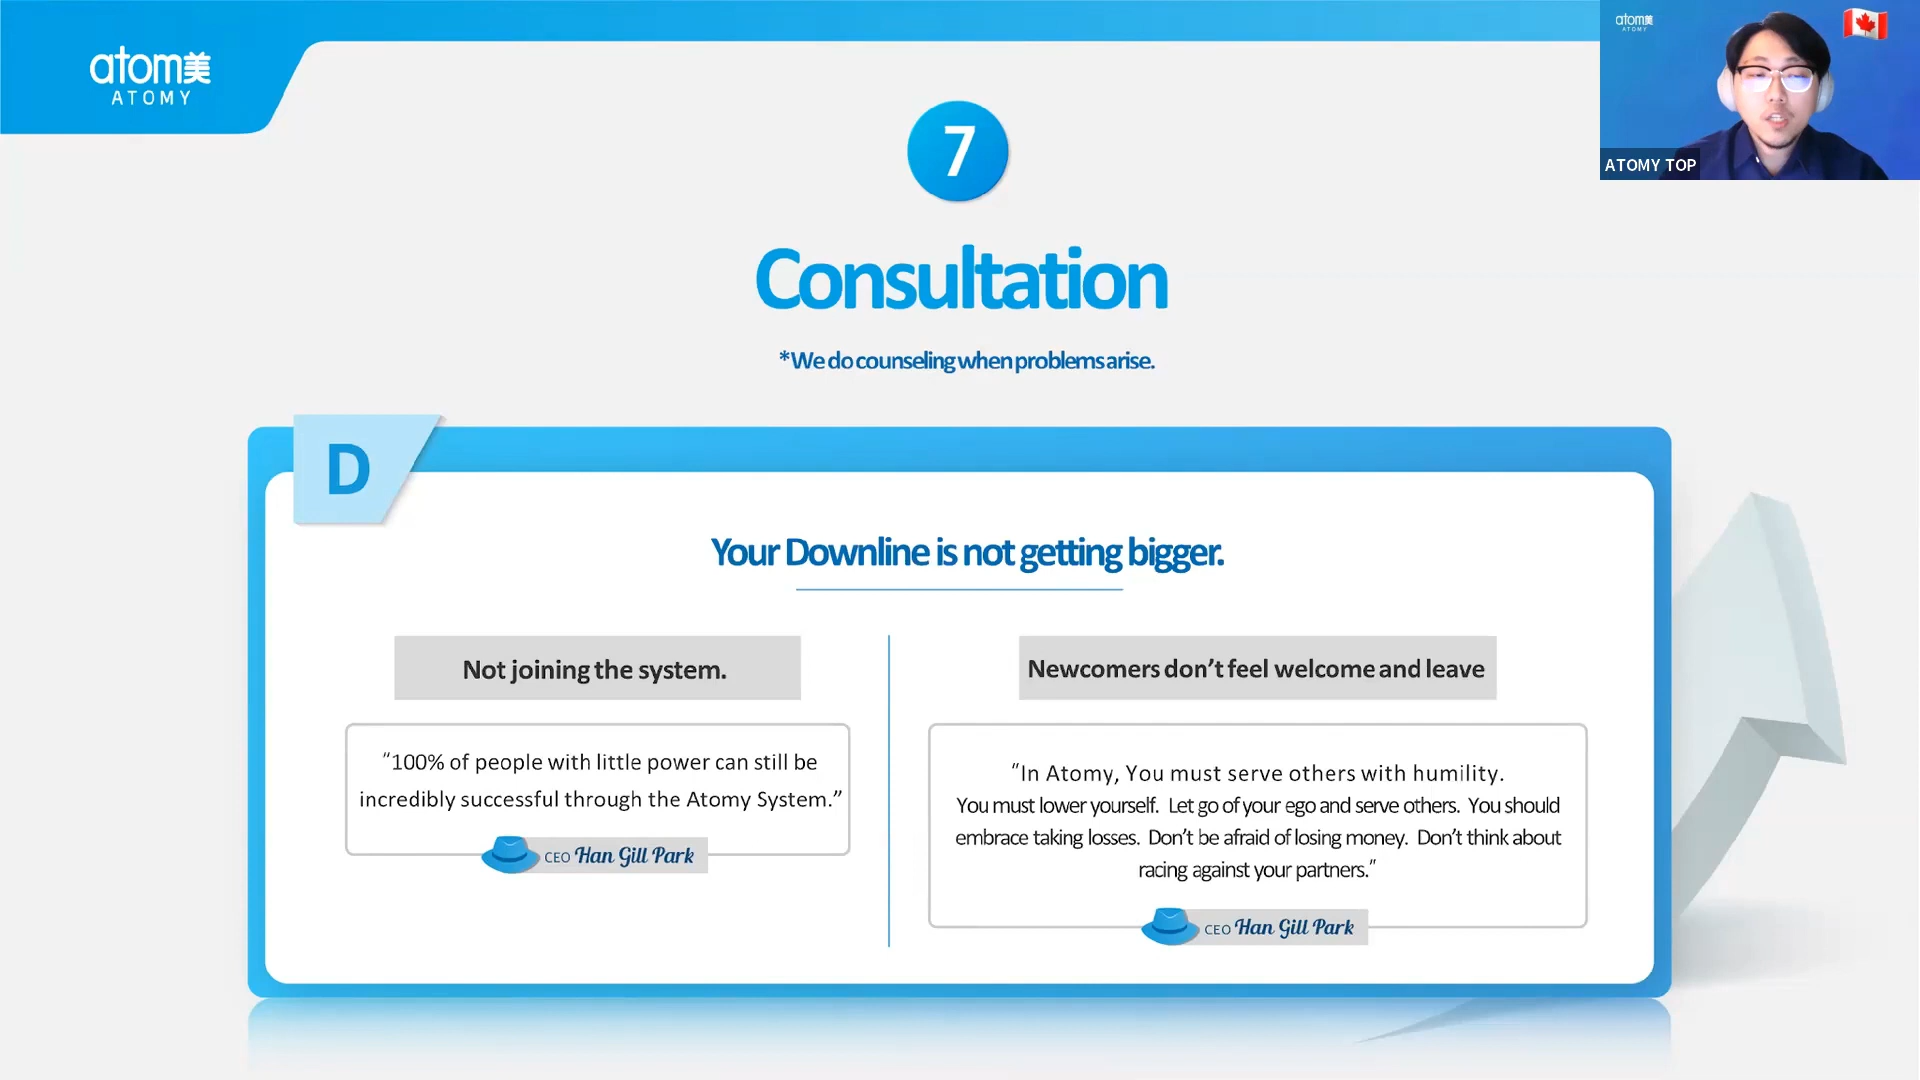 atom美
ATOMY
atom美
ATOMY
ATOMY TOP
7
Consultation
*We do counseling when problems arise.
D
Your Downline is not getting bigger.
Not joining the system.
“100% of people with little power can still be
incredibly successful through the Atomy System.”
CEO Han Gill Park
Newcomers don’t feel welcome and leave
“In Atomy, You must serve others with humility.
You must lower yourself. Let go of your ego and serve others. You should
embrace taking losses. Don’t be afraid of losing money. Don’t think about
racing against your partners.”
CEO Han Gill Park